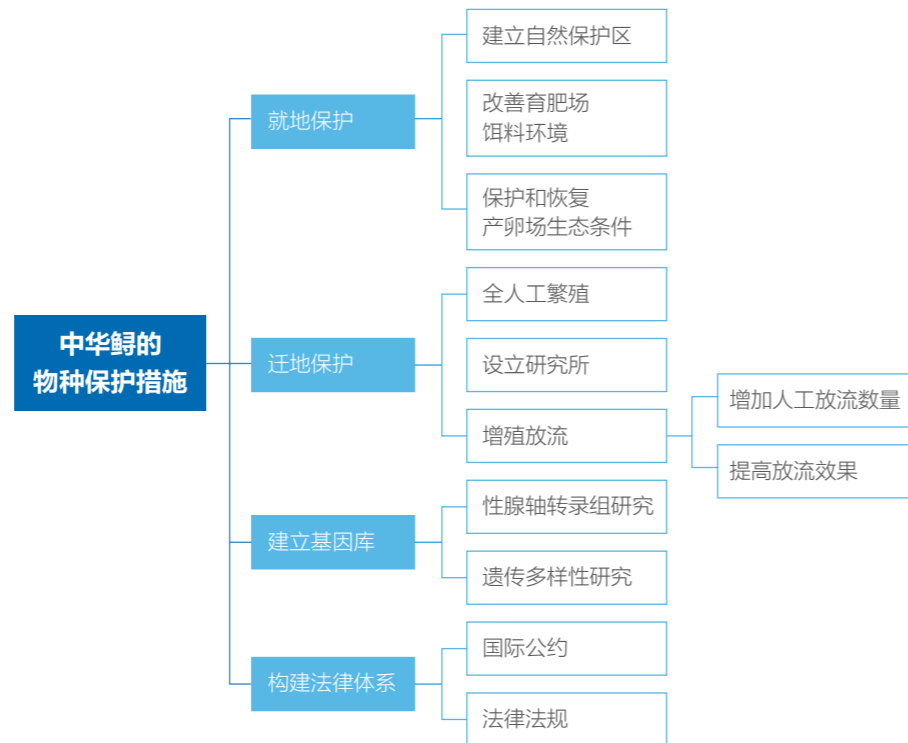 中华鲟的
物种保护措施
就地保护
建立自然保护区
改善育肥场
饵料环境
保护和恢复
产卵场生态条件
迁地保护
全人工繁殖
设立研究所
增殖放流
增加人工放流数量
提高放流效果
建立基因库
性腺轴转录组研究
遗传多样性研究
构建法律体系
国际公约
法律法规